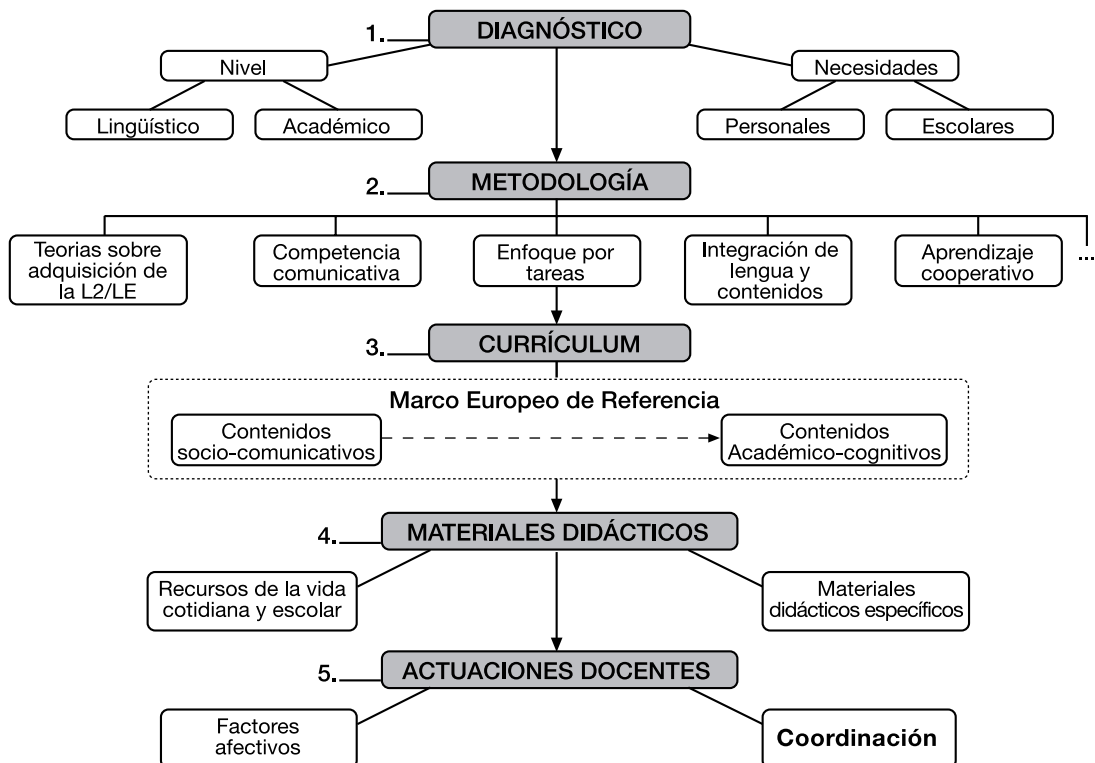 1. DIAGNÓSTICO
Nivel
Necesidades
Lingüístico
Académico
Personales
Escolares
2. METODOLOGÍA
Teorias sobre
adquisición de
la L2/LE
Competencia
comunicativa
Enfoque por
tareas
Integración de
lengua y
contenidos
Aprendizaje
cooperativo
...
3. CURRÍCULUM
Marco Europeo de Referencia
Contenidos
socio-comunicativos
Contenidos
Académico-cognitivos
4. MATERIALES DIDÁCTICOS
Recursos de la vida
cotidiana y escolar
Materiales
didácticos específicos
5. ACTUACIONES DOCENTES
Factores
afectivos
Coordinación